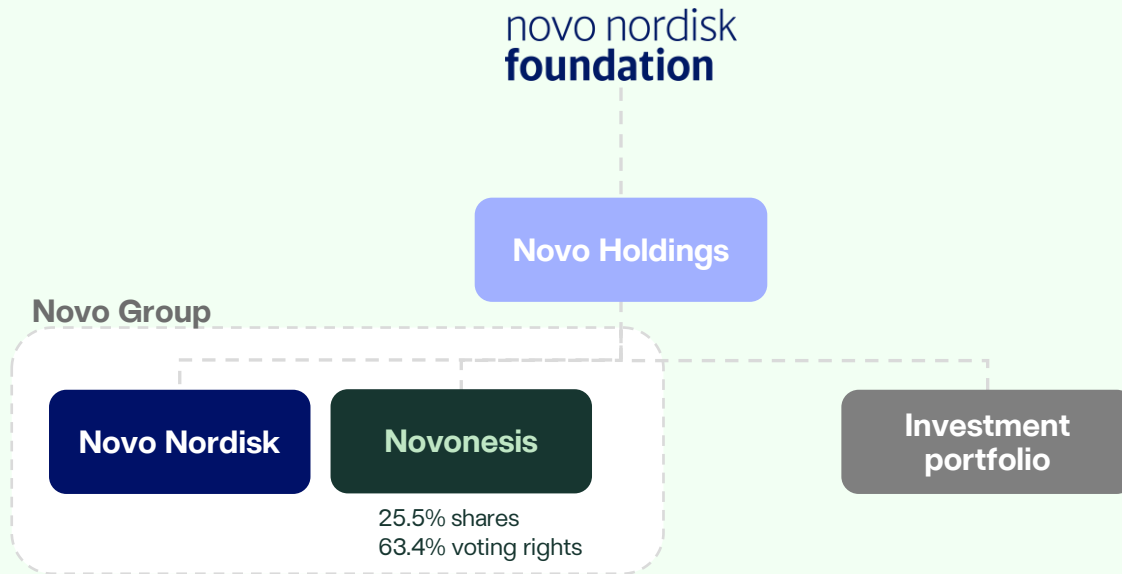 novo nordisk
foundation
Novo Holdings
Novo Group
Novo Nordisk
Novonesis
Investment
portfolio
25.5% shares
63.4% voting rights